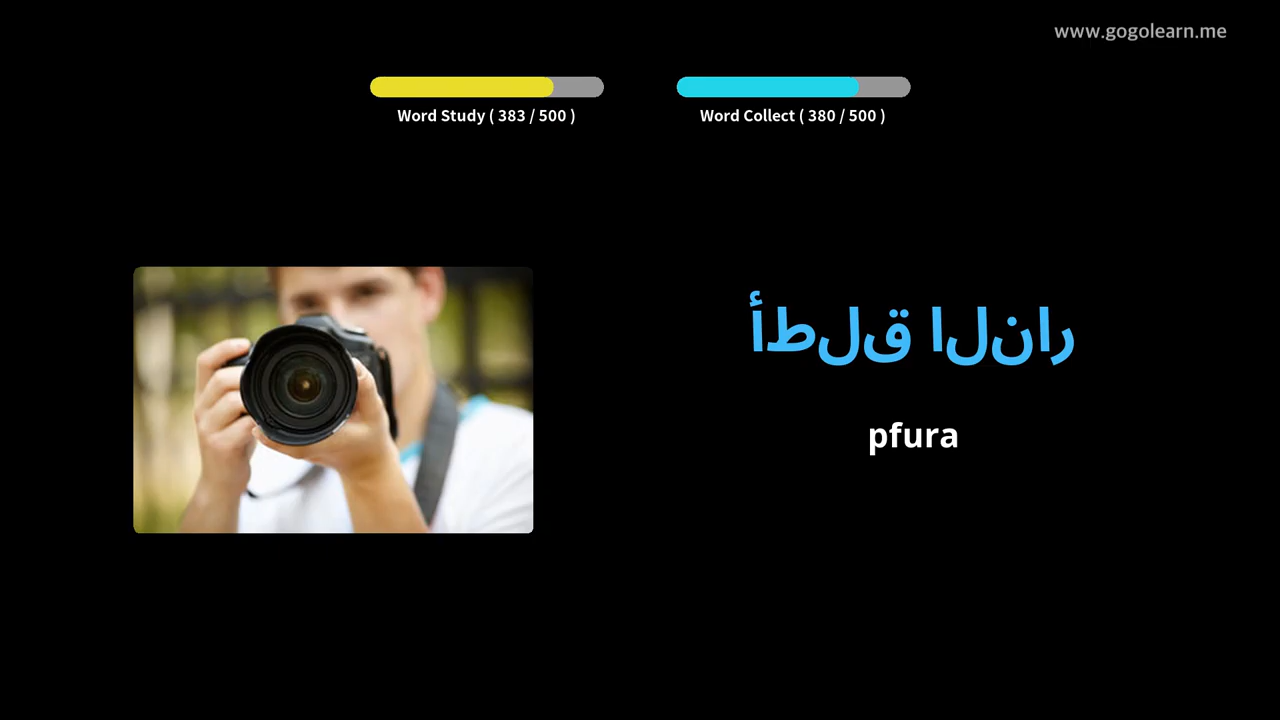 www.gogolearn.me
Word Study ( 383 / 500 )
Word Collect ( 380 / 500 )
أطلق النار
pfura